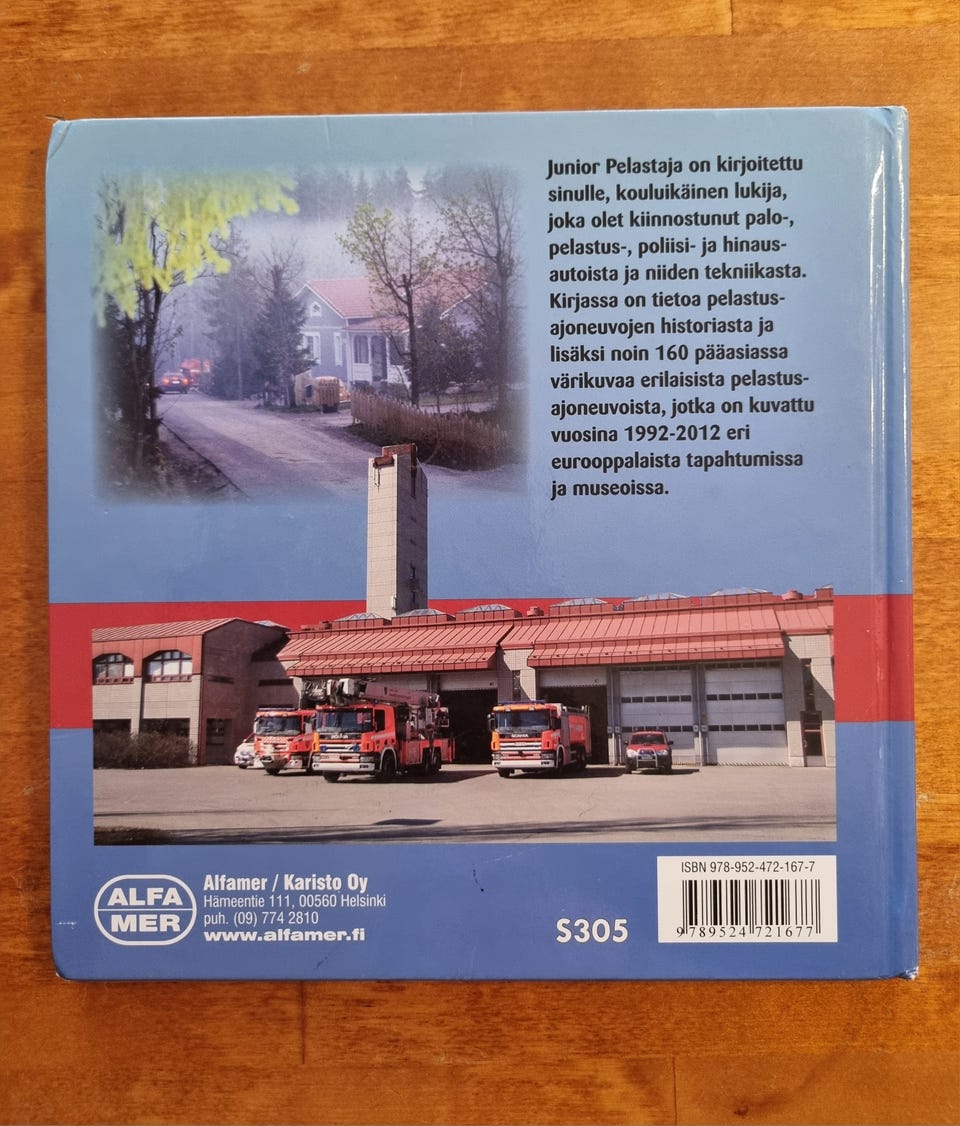 Junior Pelastaja on kirjoitettu
sinulle, kouluikäinen lukija,
joka olet kiinnostunut palo-,
pelastus-, poliisi- ja hinaus-
autoista ja niiden tekniikasta.
Kirjassa on tietoa pelastus-
ajoneuvojen historiasta ja
lisäksi noin 160 pääasiassa
värikuvaa erilaisista pelastus-
ajoneuvoista, jotka on kuvattu
vuosina 1992-2012 eri
eurooppalaista tapahtumissa
ja museoissa.
SCANIA
ALFA
MER
Alfamer / Karisto Oy
Hämeentie 111, 00560 Helsinki
puh. (09) 774 2810
www.alfamer.fi
S305
ISBN 978-952-472-167-7
9 789524 721677